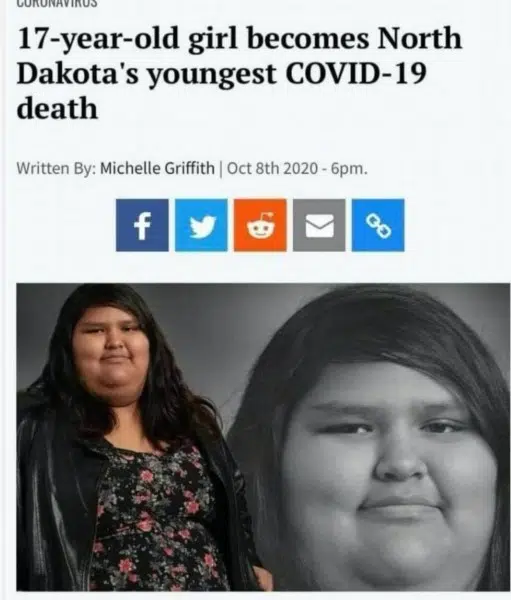 CORONAVIRUS
17-year-old girl becomes North
Dakota's youngest COVID-19
death
Written By: Michelle Griffith | Oct 8th 2020 - 6pm.